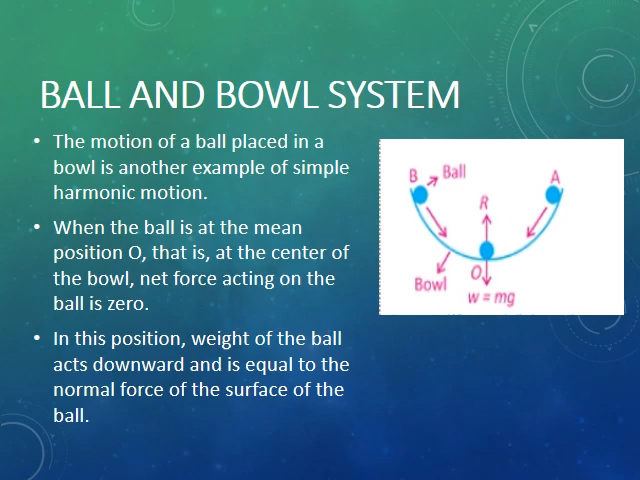 BALL AND BOWL SYSTEM
• The motion of a ball placed in a
bowl is another example of simple
harmonic motion.
• When the ball is at the mean
position O, that is, at the center of
the bowl, net force acting on the
ball is zero.
• In this position, weight of the ball
acts downward and is equal to the
normal force of the surface of the
ball.
B Ball A
R
O
Bowl
w = mg